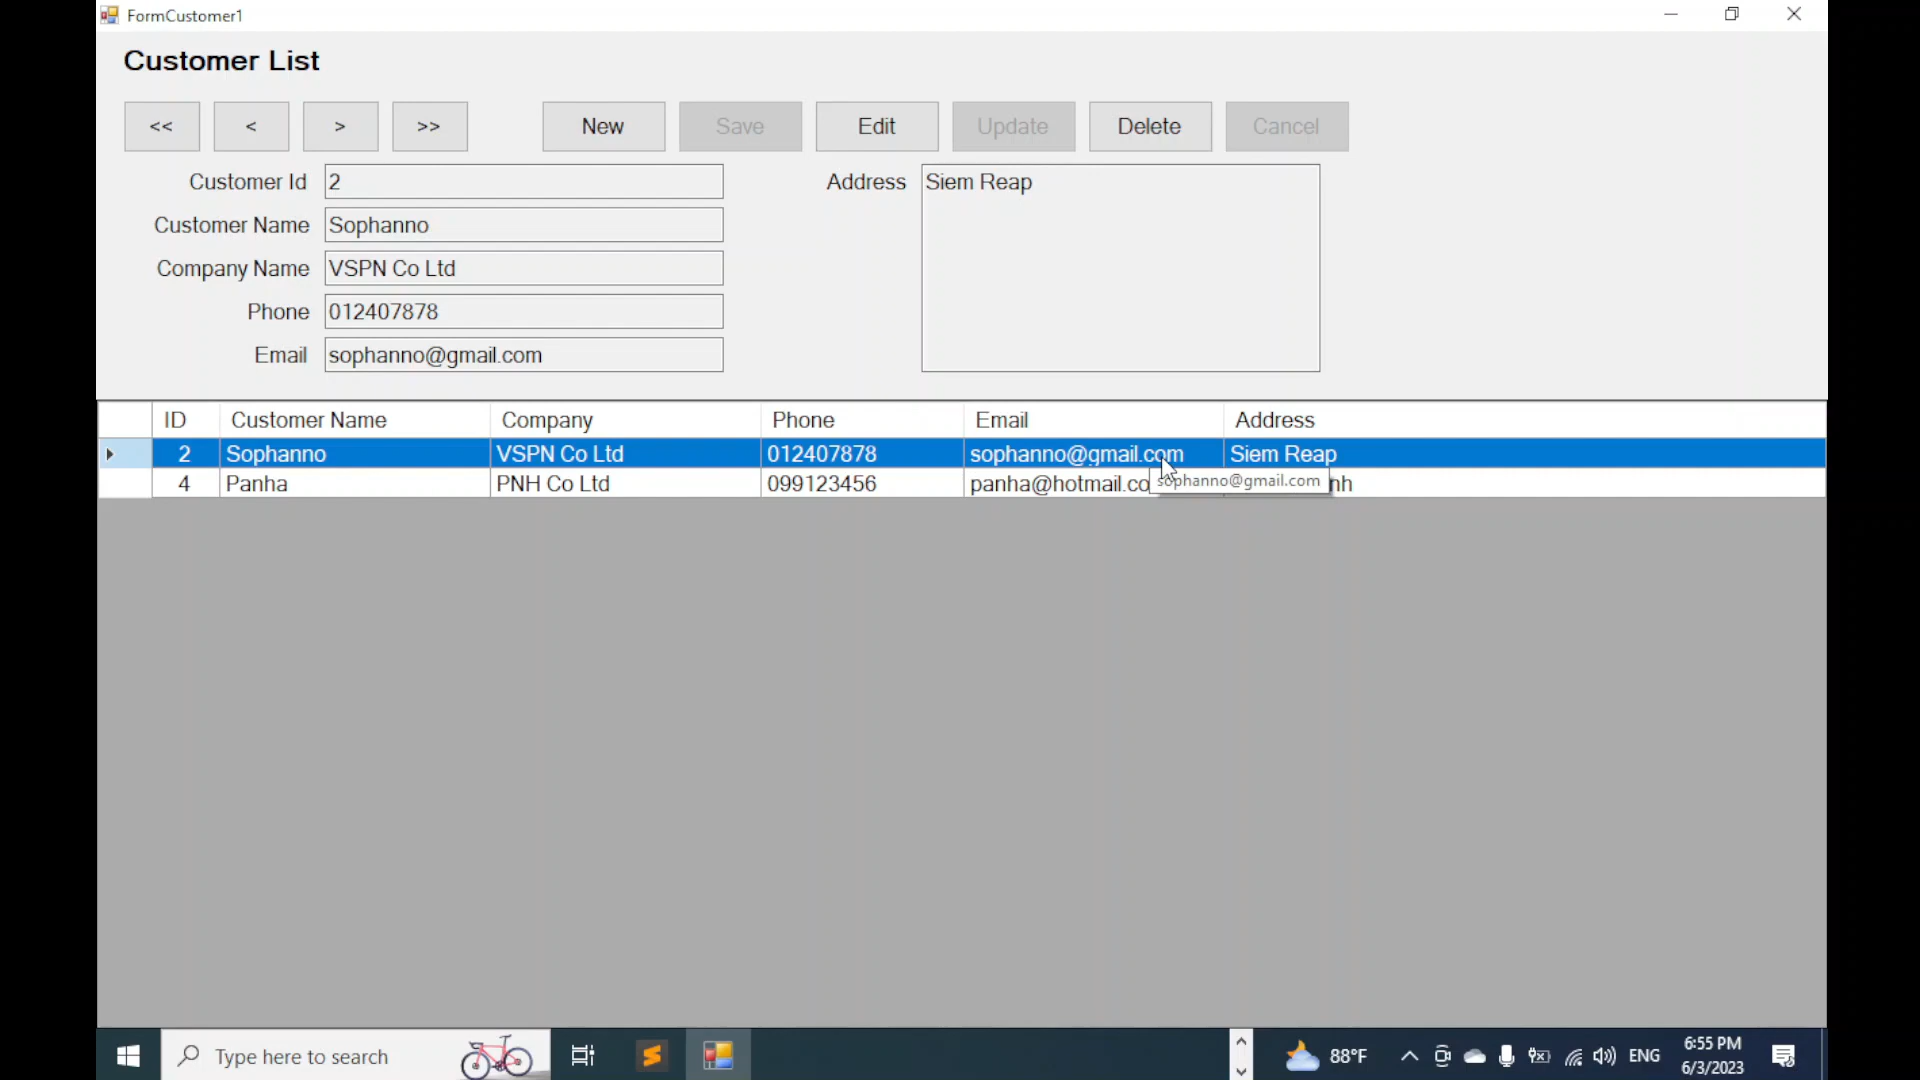 FormCustomer1
Customer List
<< < > >> New Save Edit Update Delete Cancel
Customer Id 2
Address Siem Reap
Customer Name Sophanno
Company Name VSPN Co Ltd
Phone 012407878
Email sophanno@gmail.com
ID Customer Name Company Phone Email Address
2 Sophanno VSPN Co Ltd 012407878 sophanno@gmail.com Siem Reap
4 Panha PNH Co Ltd 099123456 panha@hotmail.co nh
sophanno@gmail.com
Type here to search
88°F
ENG
6:55 PM
6/3/2023